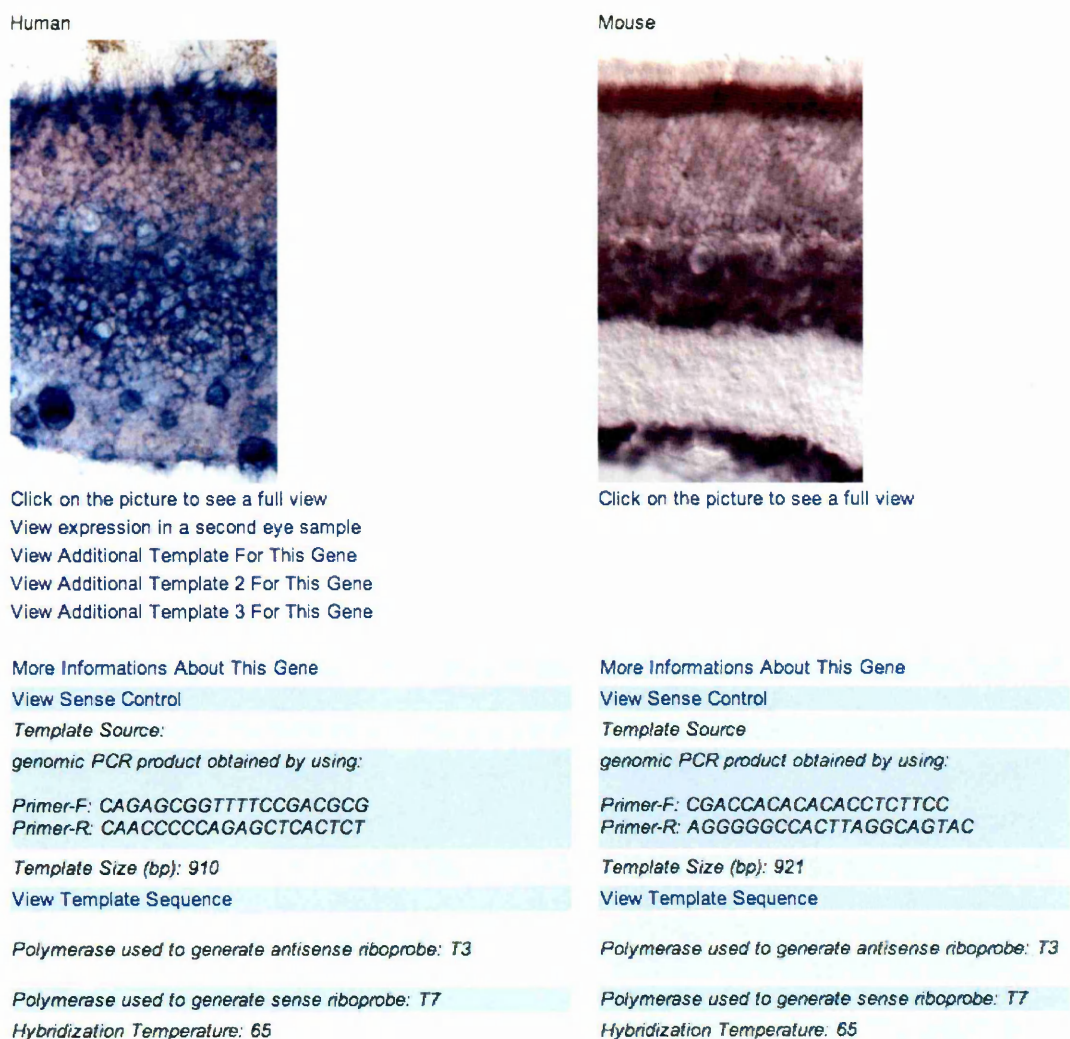 Human
Click on the picture to see a full view
View expression in a second eye sample
View Additional Template For This Gene
View Additional Template 2 For This Gene
View Additional Template 3 For This Gene
More Informations About This Gene
View Sense Control
Template Source:
genomic PCR product obtained by using:
Primer-F: CAGAGCGGTTTTCCGACGCG
Primer-R: CAACCCCCAGAGCTCACTCT
Template Size (bp): 910
View Template Sequence
Polymerase used to generate antisense riboprobe: T3
Polymerase used to generate sense riboprobe: T7
Hybridization Temperature: 65
Mouse
Click on the picture to see a full view
More Informations About This Gene
View Sense Control
Template Source
genomic PCR product obtained by using:
Primer-F: CGACCACACACACCTCTTCC
Primer-R: AGGGGGCCACTTAGGCAGTAC
Template Size (bp): 921
View Template Sequence
Polymerase used to generate antisense riboprobe: T3
Polymerase used to generate sense riboprobe: T7
Hybridization Temperature: 65